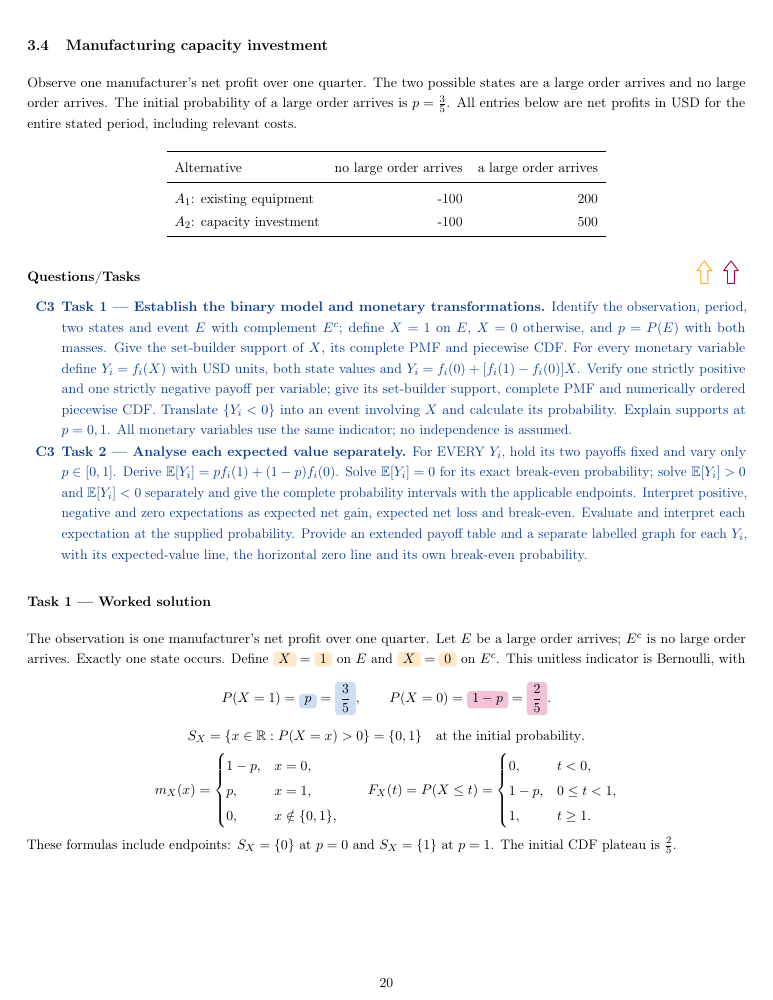 3.4 Manufacturing capacity investment
Observe one manufacturer's net profit over one quarter. The two possible states are a large order arrives and no large
order arrives. The initial probability of a large order arrives is p = 3/5. All entries below are net profits in USD for the
entire stated period, including relevant costs.
Alternative no large order arrives a large order arrives
A₁: existing equipment -100 200
A₂: capacity investment -100 500
Questions/Tasks
C3 Task 1 — Establish the binary model and monetary transformations. Identify the observation, period,
two states and event E with complement Eᶜ; define X = 1 on E, X = 0 otherwise, and p = P(E) with both
masses. Give the set-builder support of X, its complete PMF and piecewise CDF. For every monetary variable
define Yᵢ = fᵢ(X) with USD units, both state values and Yᵢ = fᵢ(0) + [fᵢ(1) − fᵢ(0)]X. Verify one strictly positive
and one strictly negative payoff per variable; give its set-builder support, complete PMF and numerically ordered
piecewise CDF. Translate {Yᵢ < 0} into an event involving X and calculate its probability. Explain supports at
p = 0, 1. All monetary variables use the same indicator; no independence is assumed.
C3 Task 2 — Analyse each expected value separately. For EVERY Yᵢ, hold its two payoffs fixed and vary only
p ∈ [0, 1]. Derive 𝔼[Yᵢ] = pfᵢ(1) + (1 − p)fᵢ(0). Solve 𝔼[Yᵢ] = 0 for its exact break-even probability; solve 𝔼[Yᵢ] > 0
and 𝔼[Yᵢ] < 0 separately and give the complete probability intervals with the applicable endpoints. Interpret positive,
negative and zero expectations as expected net gain, expected net loss and break-even. Evaluate and interpret each
expectation at the supplied probability. Provide an extended payoff table and a separate labelled graph for each Yᵢ,
with its expected-value line, the horizontal zero line and its own break-even probability.
Task 1 — Worked solution
The observation is one manufacturer's net profit over one quarter. Let E be a large order arrives; Eᶜ is no large order
arrives. Exactly one state occurs. Define X = 1 on E and X = 0 on Eᶜ. This unitless indicator is Bernoulli, with
P(X = 1) = p = 3/5, P(X = 0) = 1 − p = 2/5.
S_X = {x ∈ ℝ : P(X = x) > 0} = {0, 1} at the initial probability.
m_X(x) = { 1 − p, x = 0, p, x = 1, 0, x ∉ {0, 1}, F_X(t) = P(X ≤ t) = { 0, t < 0, 1 − p, 0 ≤ t < 1, 1, t ≥ 1.
These formulas include endpoints: S_X = {0} at p = 0 and S_X = {1} at p = 1. The initial CDF plateau is 2/5.
20